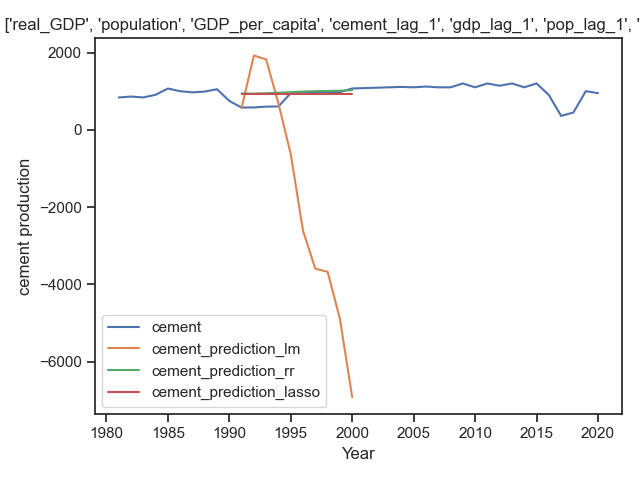 ['real_GDP', 'population', 'GDP_per_capita', 'cement_lag_1', 'gdp_lag_1', 'pop_lag_1', '
2000
0
−2000
−4000
−6000
cement production
cement
cement_prediction_lm
cement_prediction_rr
cement_prediction_lasso
1980 1985 1990 1995 2000 2005 2010 2015 2020
Year